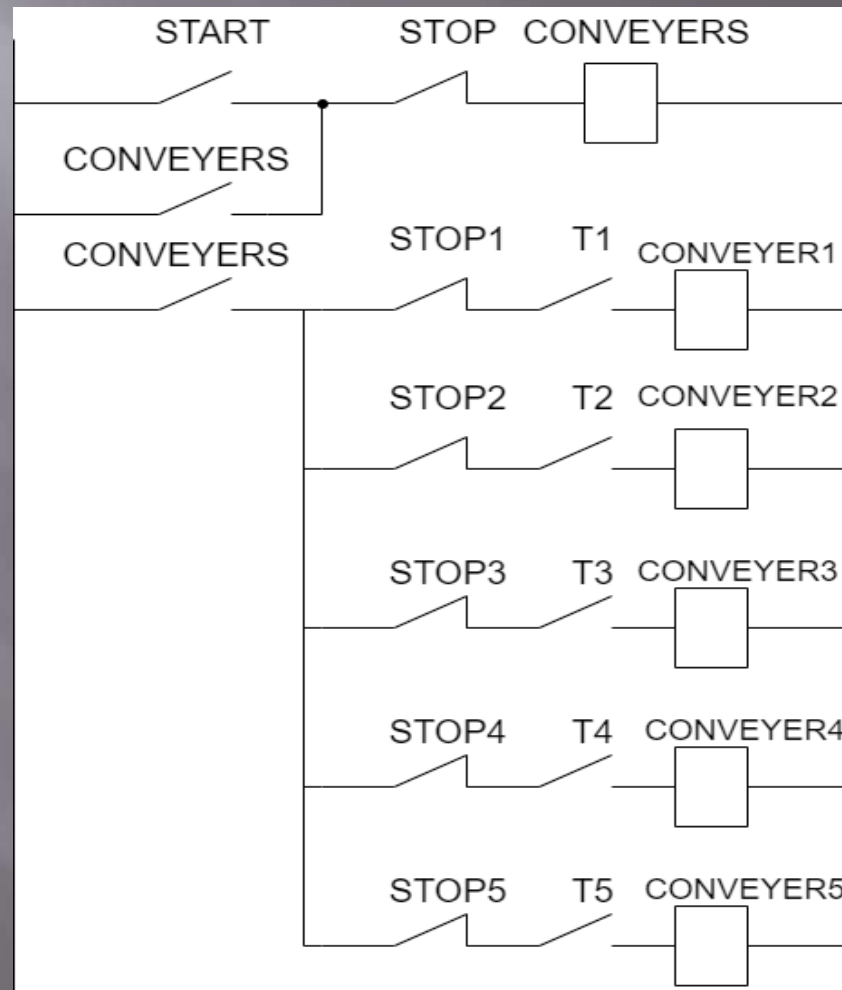 START STOP CONVEYERS
CONVEYERS
CONVEYERS STOP1 T1 CONVEYER1
STOP2 T2 CONVEYER2
STOP3 T3 CONVEYER3
STOP4 T4 CONVEYER4
STOP5 T5 CONVEYER5